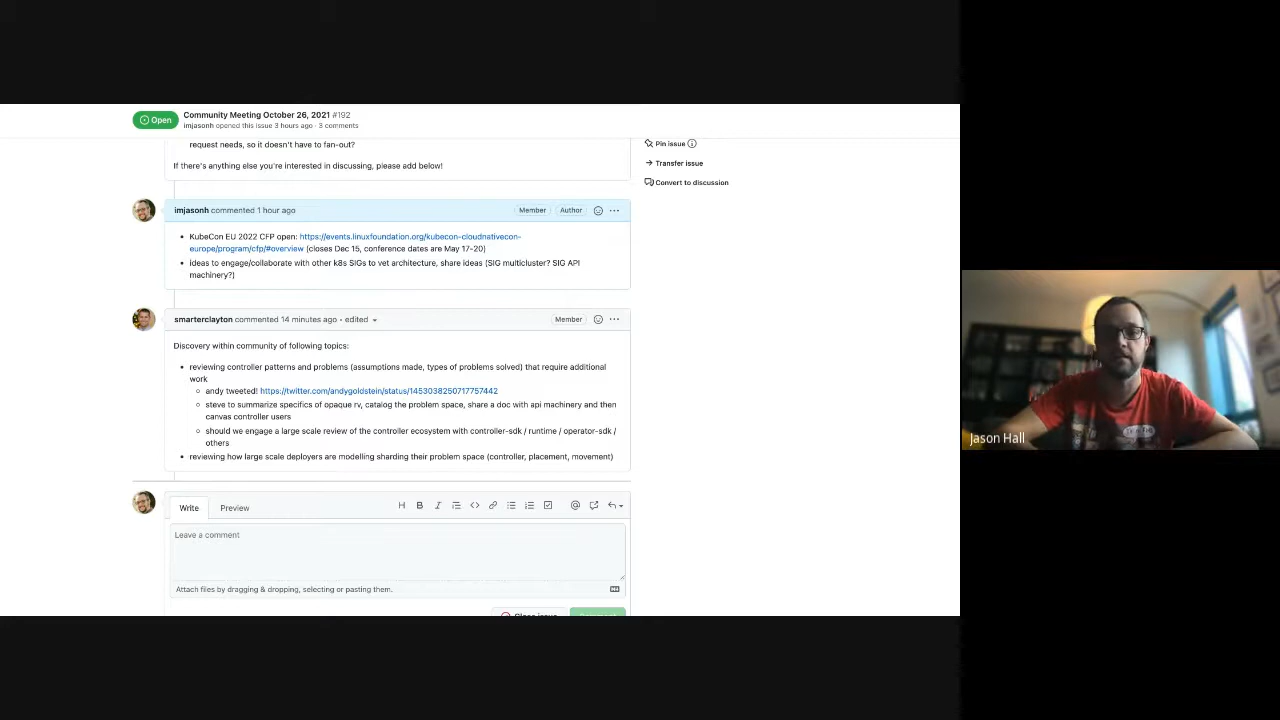 Open
Community Meeting October 26, 2021 #192
imjasonh opened this issue 3 hours ago · 3 comments
request needs, so it doesn't have to fan-out?
If there's anything else you're interested in discussing, please add below!
Pin issue
Transfer issue
Convert to discussion
imjasonh commented 1 hour ago
Member
Author
• KubeCon EU 2022 CFP open: https://events.linuxfoundation.org/kubecon-cloudnativecon-
europe/program/cfp/#overview (closes Dec 15, conference dates are May 17-20)
• ideas to engage/collaborate with other k8s SIGs to vet architecture, share ideas (SIG multicluster? SIG API
machinery?)
smarterclayton commented 14 minutes ago • edited
Member
Discovery within community of following topics:
• reviewing controller patterns and problems (assumptions made, types of problems solved) that require additional
work
◦ andy tweeted! https://twitter.com/andygoldstein/status/1453038250717757442
◦ steve to summarize specifics of opaque rv, catalog the problem space, share a doc with api machinery and then
canvas controller users
◦ should we engage a large scale review of the controller ecosystem with controller-sdk / runtime / operator-sdk /
others
• reviewing how large scale deployers are modelling sharding their problem space (controller, placement, movement)
Write
Preview
Leave a comment
Attach files by dragging & dropping, selecting or pasting them.
Close issue
Comment
Jason Hall